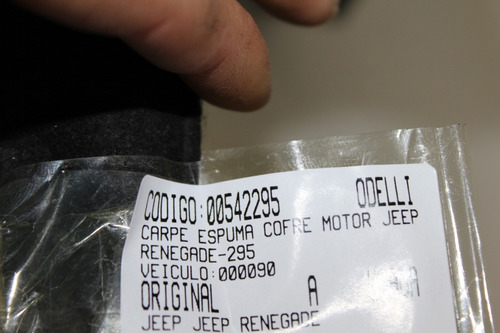 CODIGO:00542295 ODELLI
CARPE ESPUMA COFRE MOTOR JEEP
RENEGADE-295
VEICULO:000090
ORIGINAL A
JEEP JEEP RENEGADE